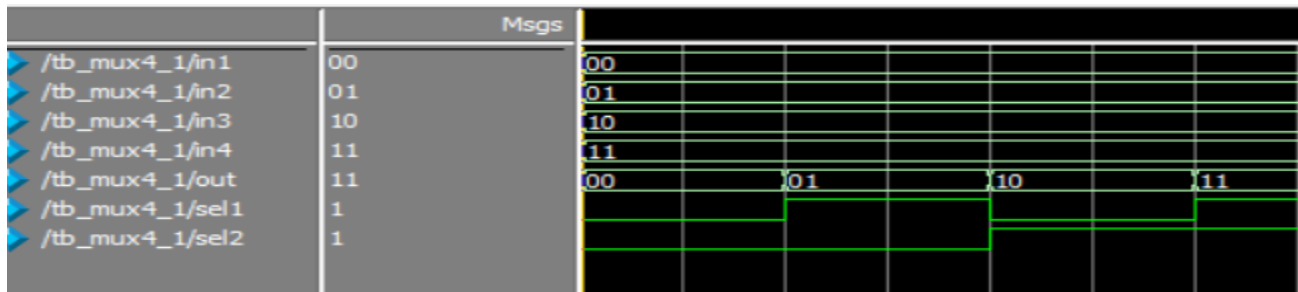 Msgs
/tb_mux4_1/in1 00 00
/tb_mux4_1/in2 01 01
/tb_mux4_1/in3 10 10
/tb_mux4_1/in4 11 11
/tb_mux4_1/out 11 00 01 10 11
/tb_mux4_1/sel1 1
/tb_mux4_1/sel2 1